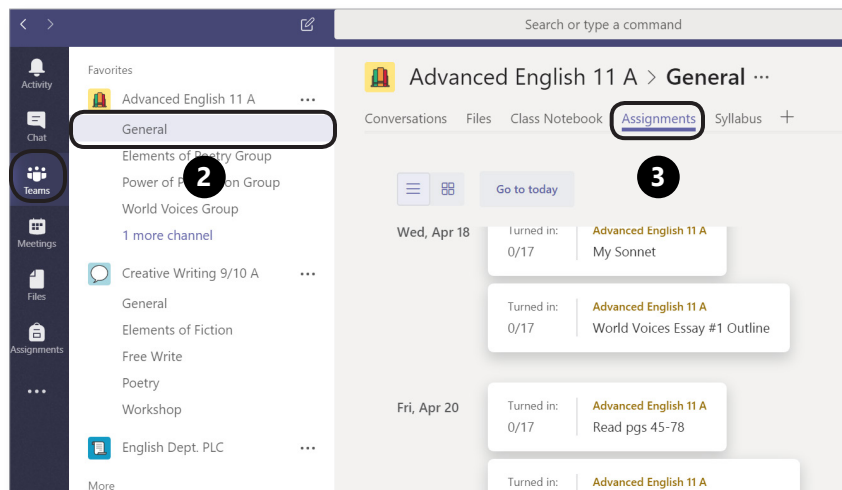 Search or type a command
Activity
Chat
Teams
Meetings
Files
Assignments
Favorites
Advanced English 11 A
General
Elements of Poetry Group
Power of on Group
World Voices Group
1 more channel
Creative Writing 9/10 A
General
Elements of Fiction
Free Write
Poetry
Workshop
English Dept. PLC
More
2
Advanced English 11 A > General
Conversations Files Class Notebook Assignments Syllabus
3
Go to today
Wed, Apr 18
Turned in: Advanced English 11 A
0/17 My Sonnet
Turned in: Advanced English 11 A
0/17 World Voices Essay #1 Outline
Fri, Apr 20
Turned in: Advanced English 11 A
0/17 Read pgs 45-78
Turned in: Advanced English 11 A